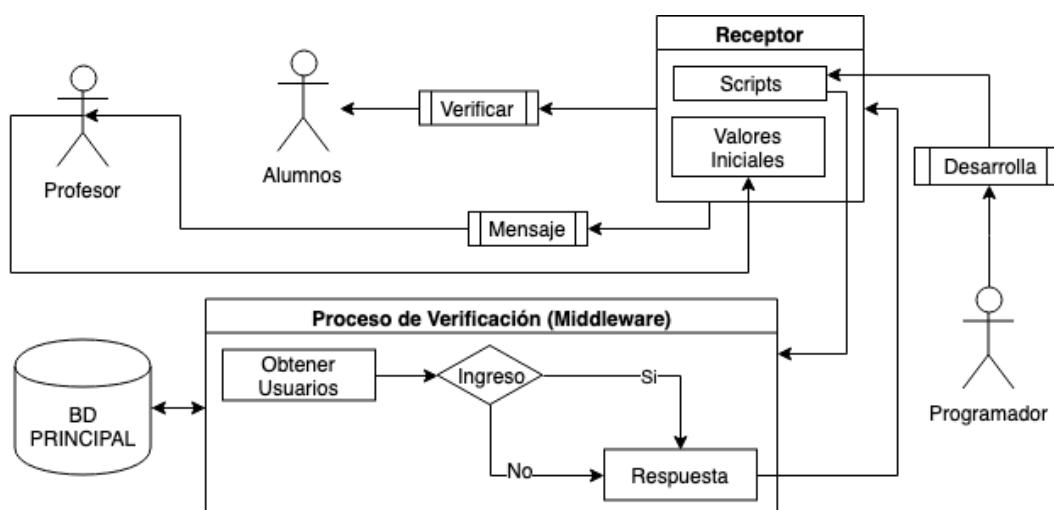 Receptor
Scripts
Verificar
Valores
Iniciales
Desarrolla
Profesor
Alumnos
Mensaje
Proceso de Verificación (Middleware)
Obtener
Usuarios
Ingreso
Si
BD
PRINCIPAL
Programador
No
Respuesta